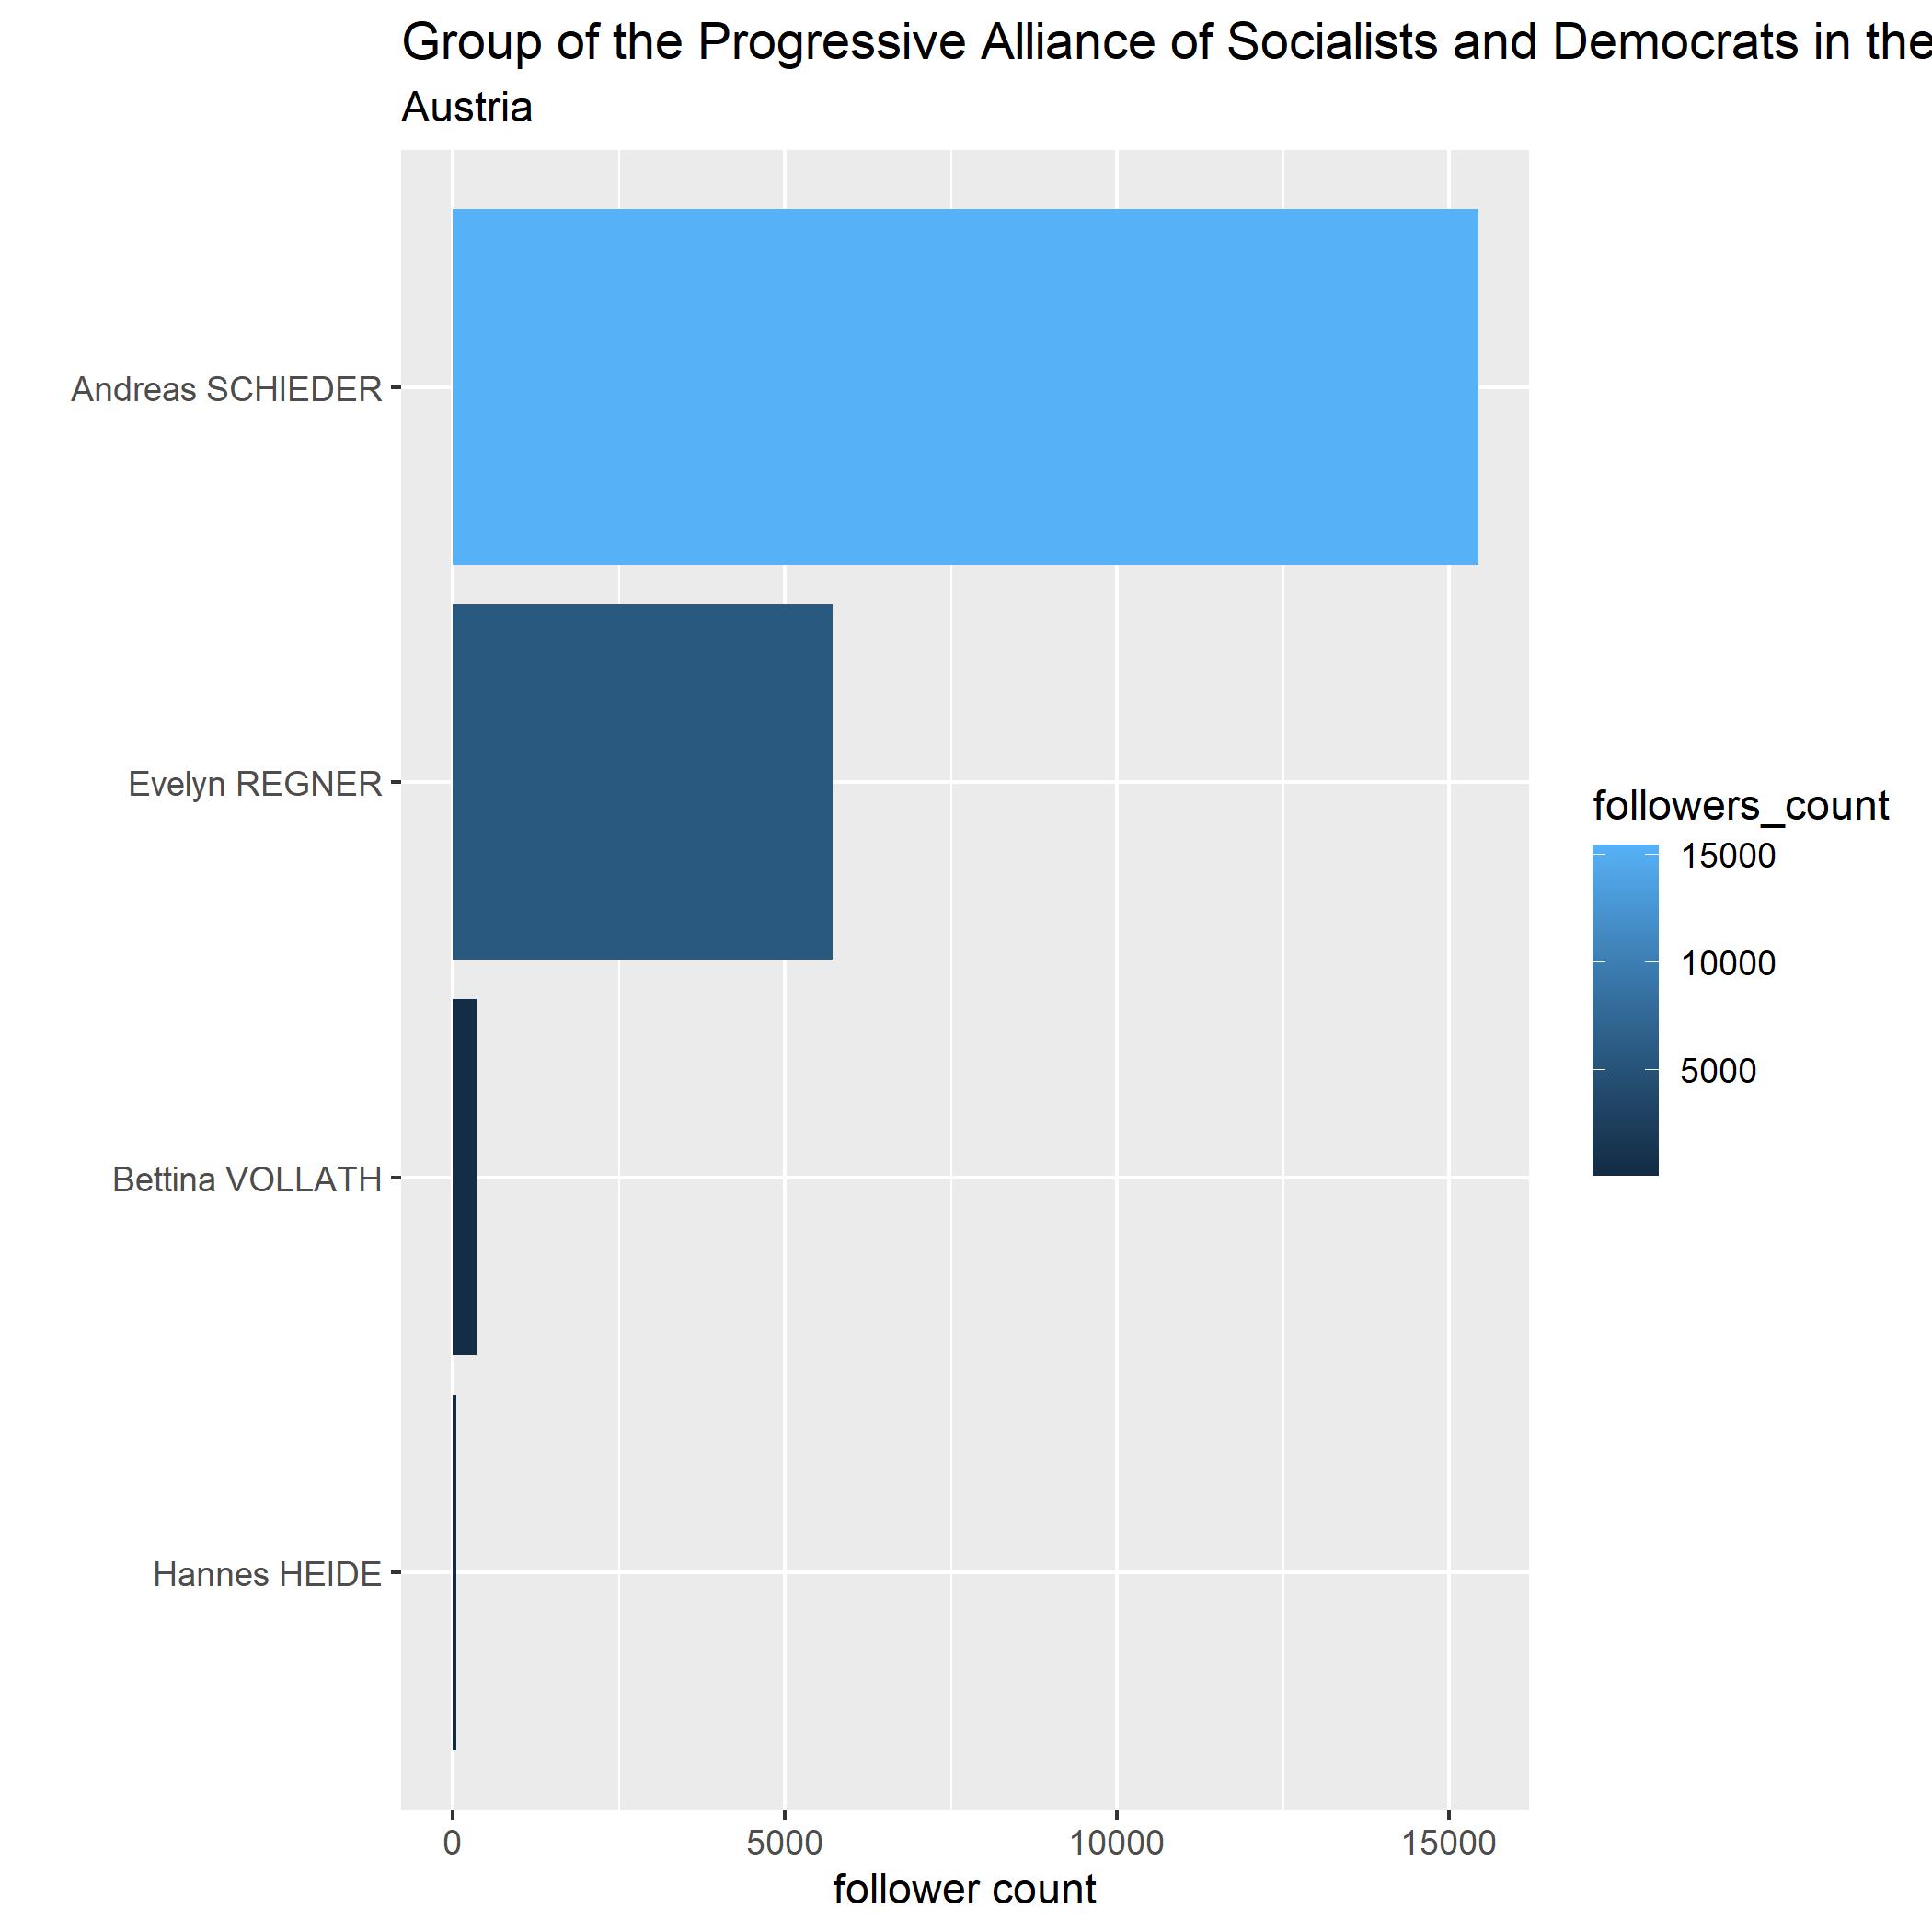 Group of the Progressive Alliance of Socialists and Democrats in the
Austria
Andreas SCHIEDER
Evelyn REGNER
Bettina VOLLATH
Hannes HEIDE
0 5000 10000 15000
follower count
followers_count
15000
10000
5000